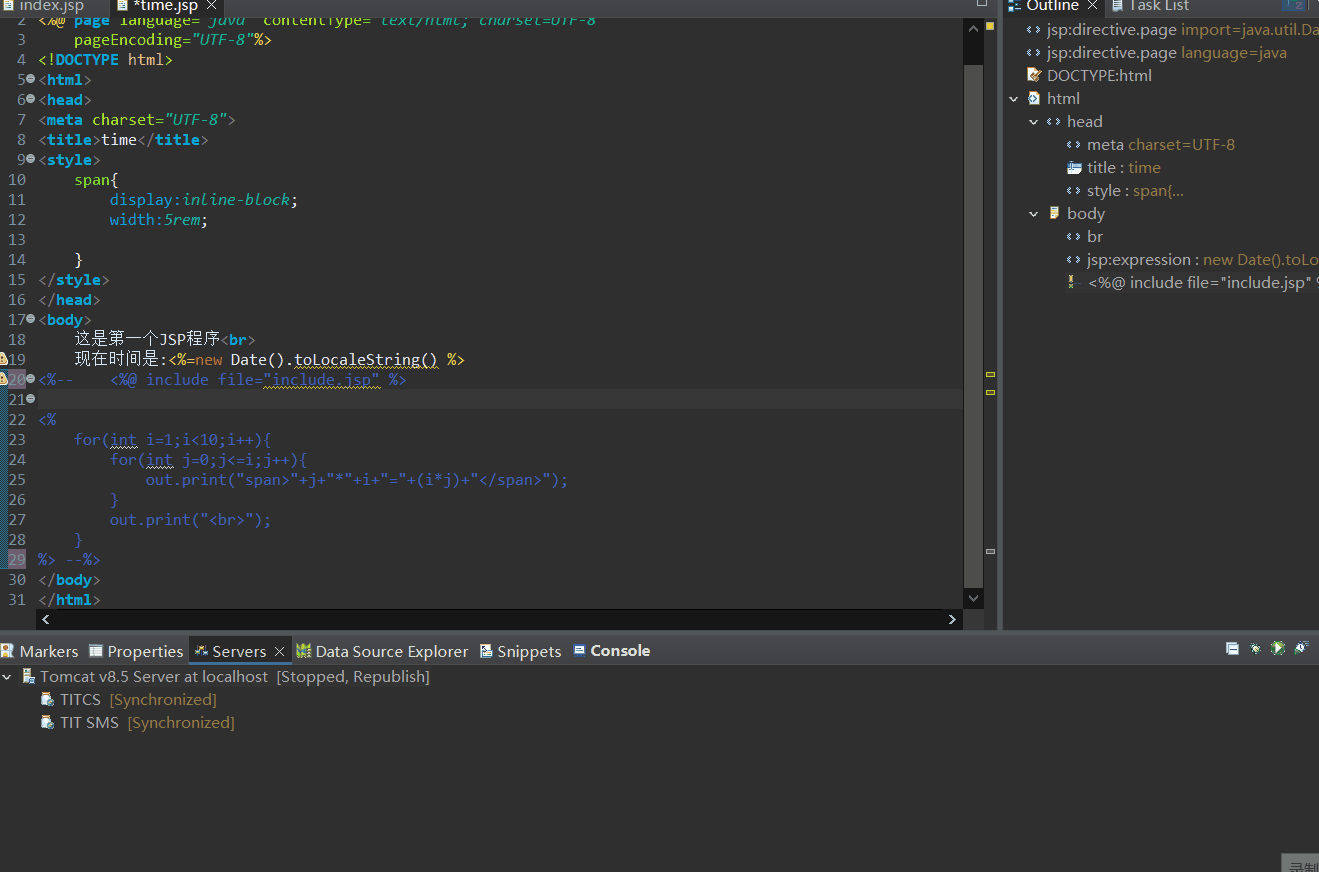 index.jsp *time.jsp
2 <%@ page language="java" contentType="text/html; charset=UTF-8"
3 pageEncoding="UTF-8"%>
4 <!DOCTYPE html>
5 <html>
6 <head>
7 <meta charset="UTF-8">
8 <title>time</title>
9 <style>
10 span{
11 display:inline-block;
12 width:5rem;
13
14 }
15 </style>
16 </head>
17 <body>
18 这是第一个JSP程序<br>
19 现在时间是:<%=new Date().toLocaleString() %>
20 <%-- <%@ include file="include.jsp" %>
21
22 <%
23 for(int i=1;i<10;i++){
24 for(int j=0;j<=i;j++){
25 out.print("span>"+j+"*"+i+"="+(i*j)+"</span>");
26 }
27 out.print("<br>");
28 }
29 %> --%>
30 </body>
31 </html>
Outline Task List
jsp:directive.page import=java.util.Da
jsp:directive.page language=java
DOCTYPE:html
html
head
meta charset=UTF-8
title : time
style : span{...
body
br
jsp:expression : new Date().toLo
<%@ include file="include.jsp" %
Markers Properties Servers Data Source Explorer Snippets Console
Tomcat v8.5 Server at localhost [Stopped, Republish]
TITCS [Synchronized]
TIT SMS [Synchronized]
录制